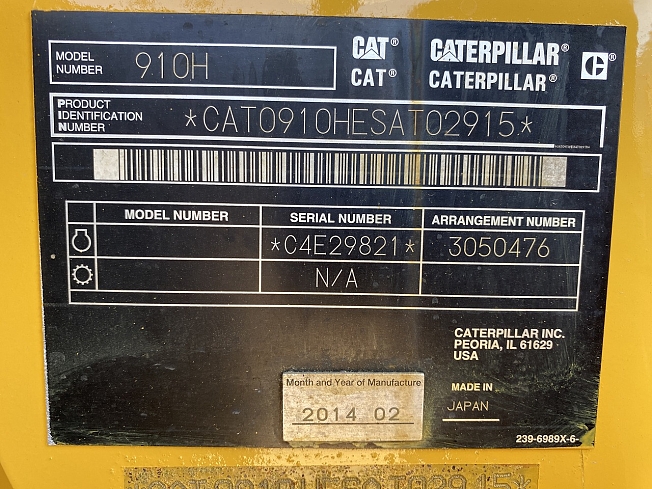 MODEL NUMBER 910H
CAT® CATERPILLAR® C®
CAT® CATERPILLAR®
PRODUCT IDENTIFICATION NUMBER *CAT0910HESAT02915*
MODEL NUMBER SERIAL NUMBER ARRANGEMENT NUMBER
*C4E29821* 3050476
N/A
CATERPILLAR INC.
PEORIA, IL 61629
USA
Month and Year of Manufacture
2014 02
MADE IN
JAPAN
239-6989X-6-
*CAT0910HESAT02915*